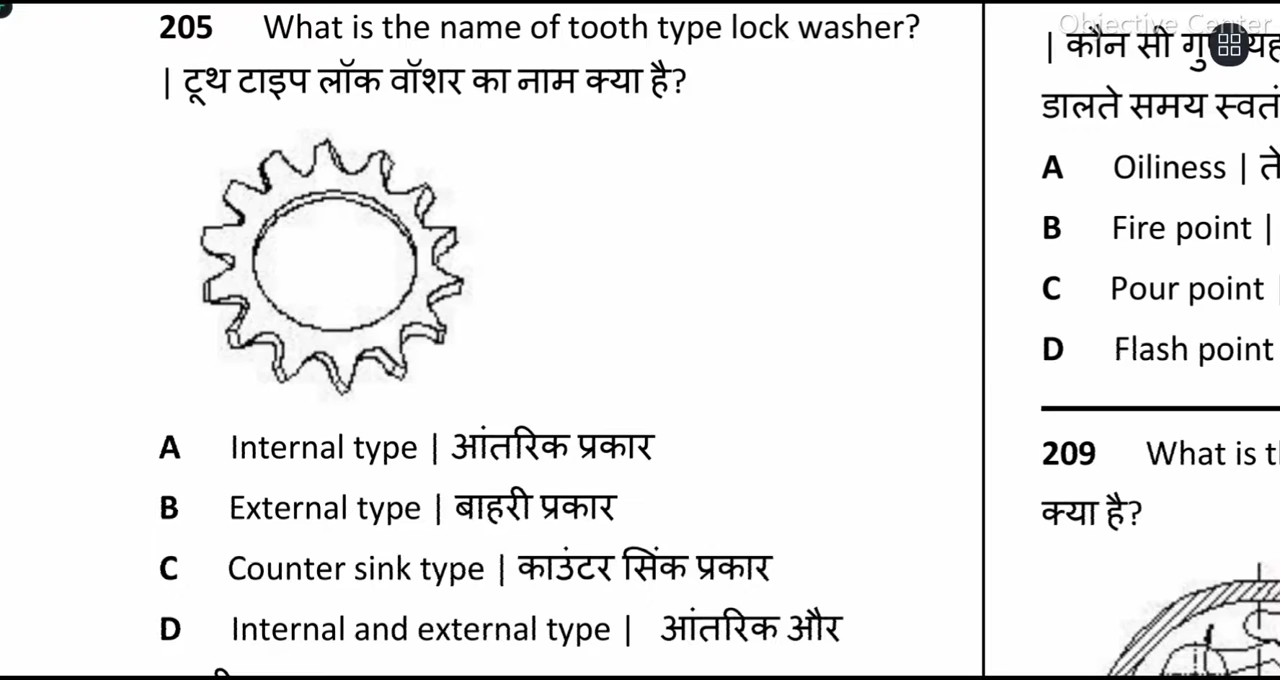 205 What is the name of tooth type lock washer?
| टूथ टाइप लॉक वॉशर का नाम क्या है?
A Internal type | आंतरिक प्रकार
B External type | बाहरी प्रकार
C Counter sink type | काउंटर सिंक प्रकार
D Internal and external type | आंतरिक और
Objective Center
| कौन सी
डालते समय
A Oiliness |
B Fire point |
C Pour point |
D Flash point
209 What is
क्या है?